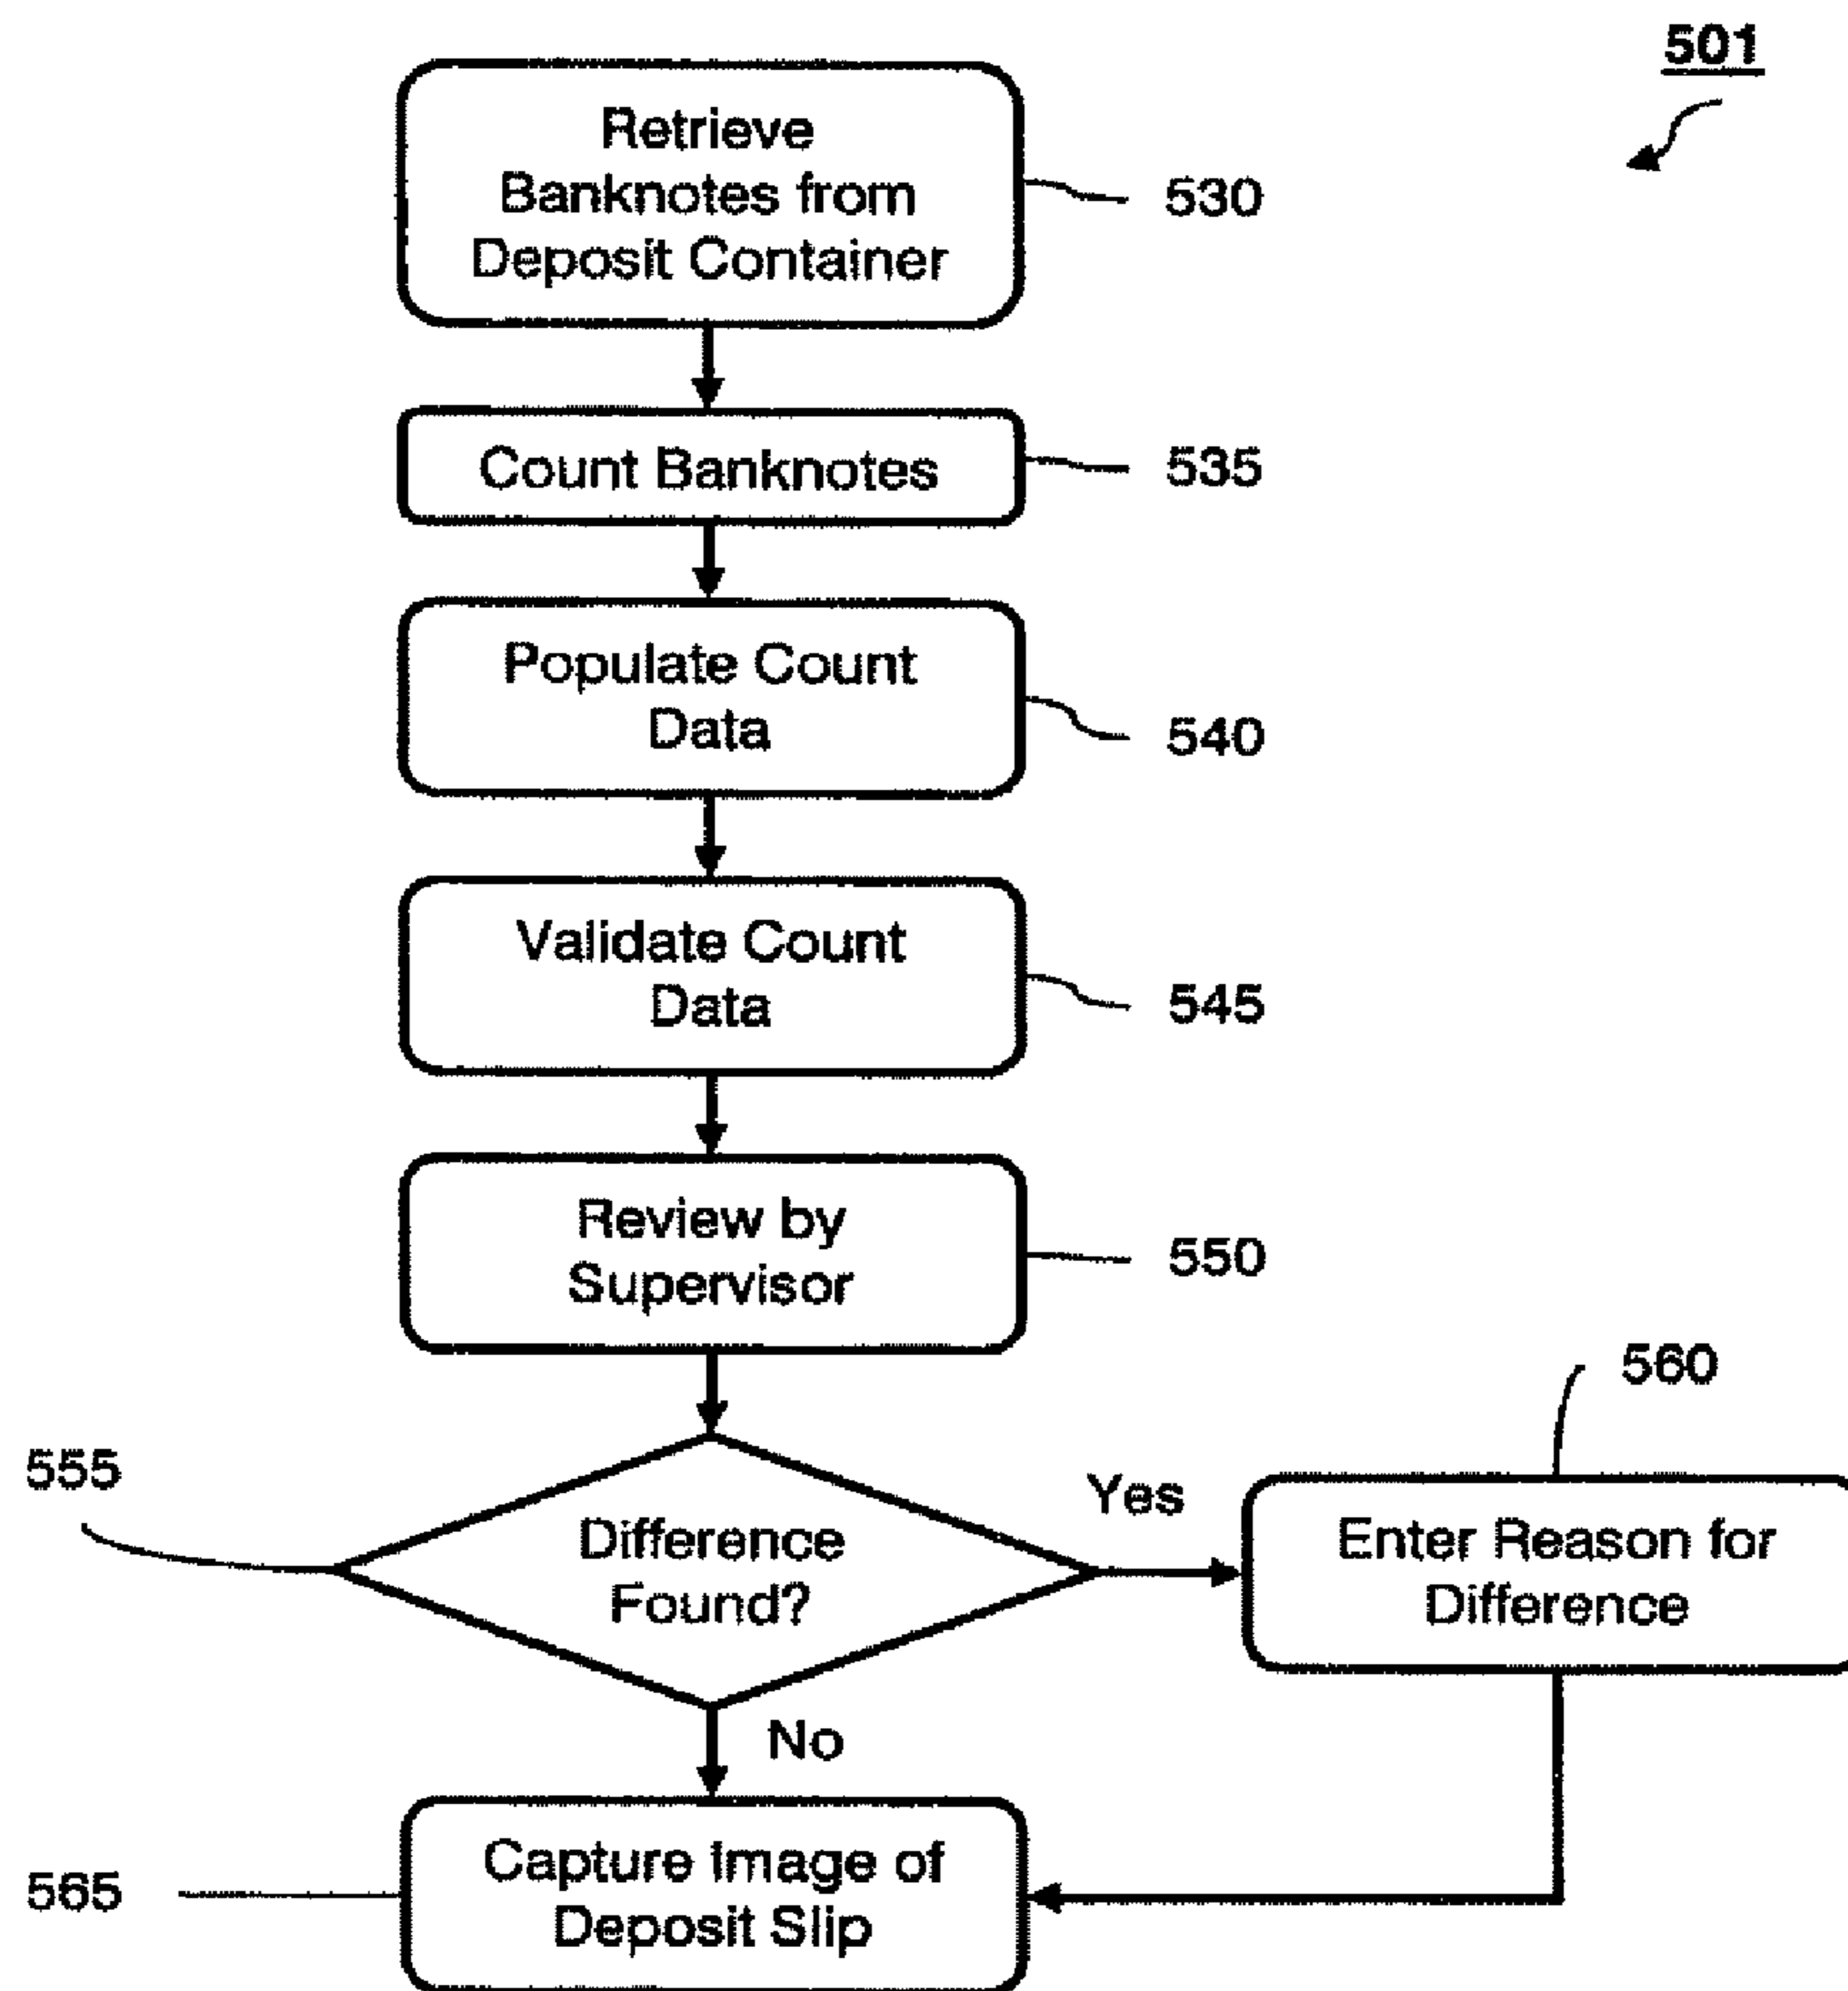 501
Retrieve
Banknotes from
Deposit Container
530
Count Banknotes
535
Populate Count
Data
540
Validate Count
Data
545
Review by
Supervisor
550
560
555
Difference
Found?
Yes
Enter Reason for
Difference
No
Capture Image of
Deposit Slip
565